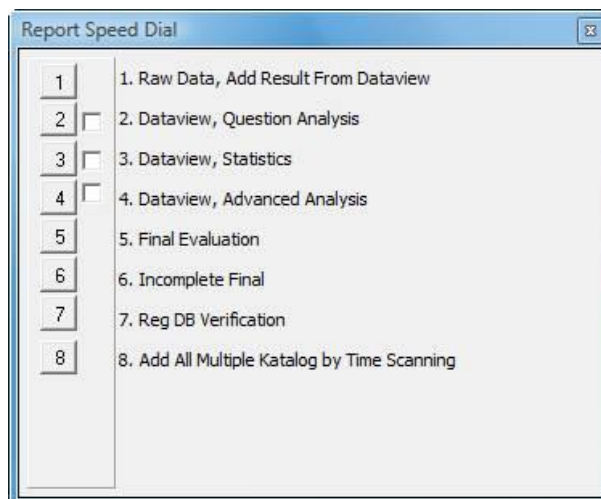 Report Speed Dial
1 1. Raw Data, Add Result From Dataview
2 2. Dataview, Question Analysis
3 3. Dataview, Statistics
4 4. Dataview, Advanced Analysis
5 5. Final Evaluation
6 6. Incomplete Final
7 7. Reg DB Verification
8 8. Add All Multiple Katalog by Time Scanning